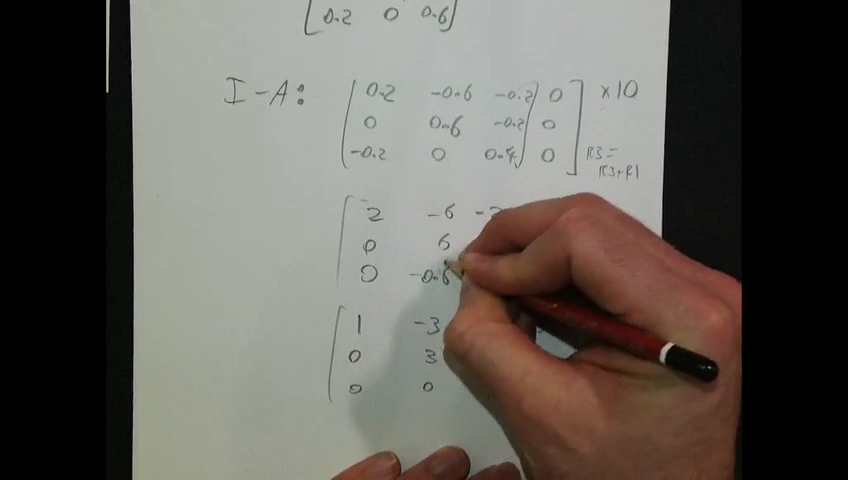 0.2 0 0.6
I-A: 0.2 -0.6 -0.2 0 ×10
0 0.6 -0.2 0
-0.2 0 0.4 0 R3=
R3+R1
2 -6 -2
0 6
0 -0.6
1 -3
0 3
0 0